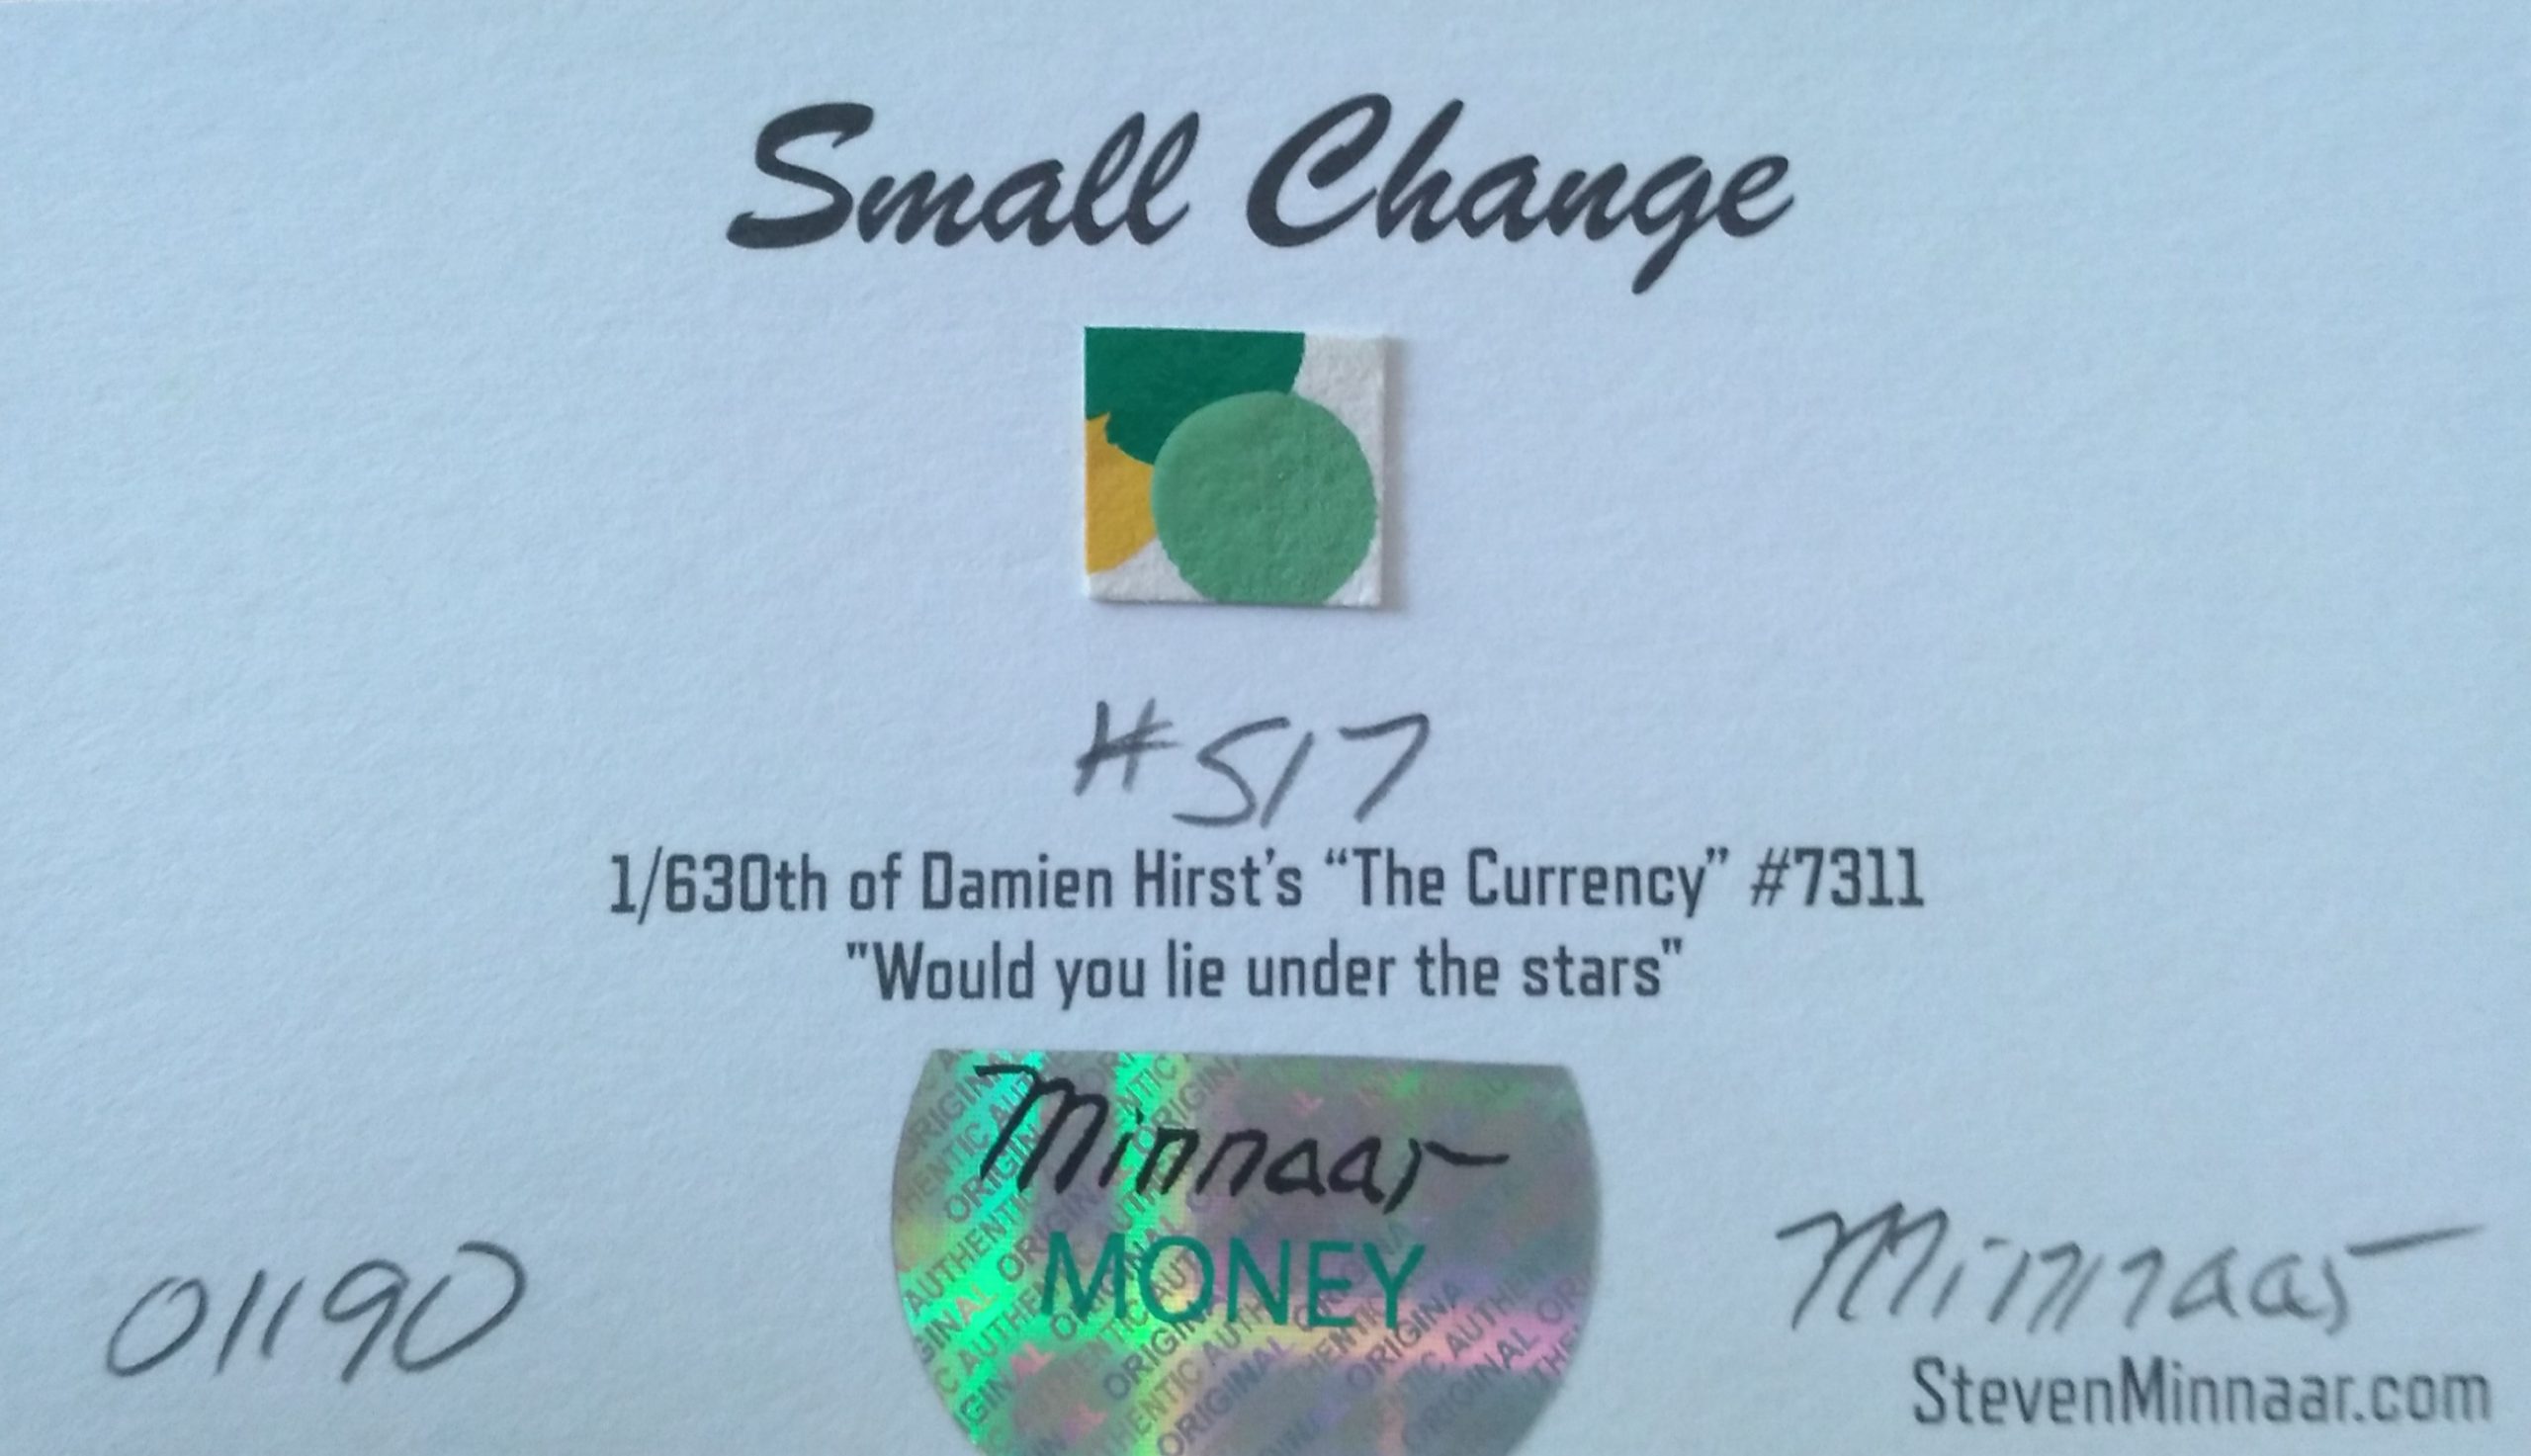 Small Change
#517
1/630th of Damien Hirst's “The Currency” #7311
"Would you lie under the stars"
Minnaar
MONEY
01190
Minnaar
StevenMinnaar.com